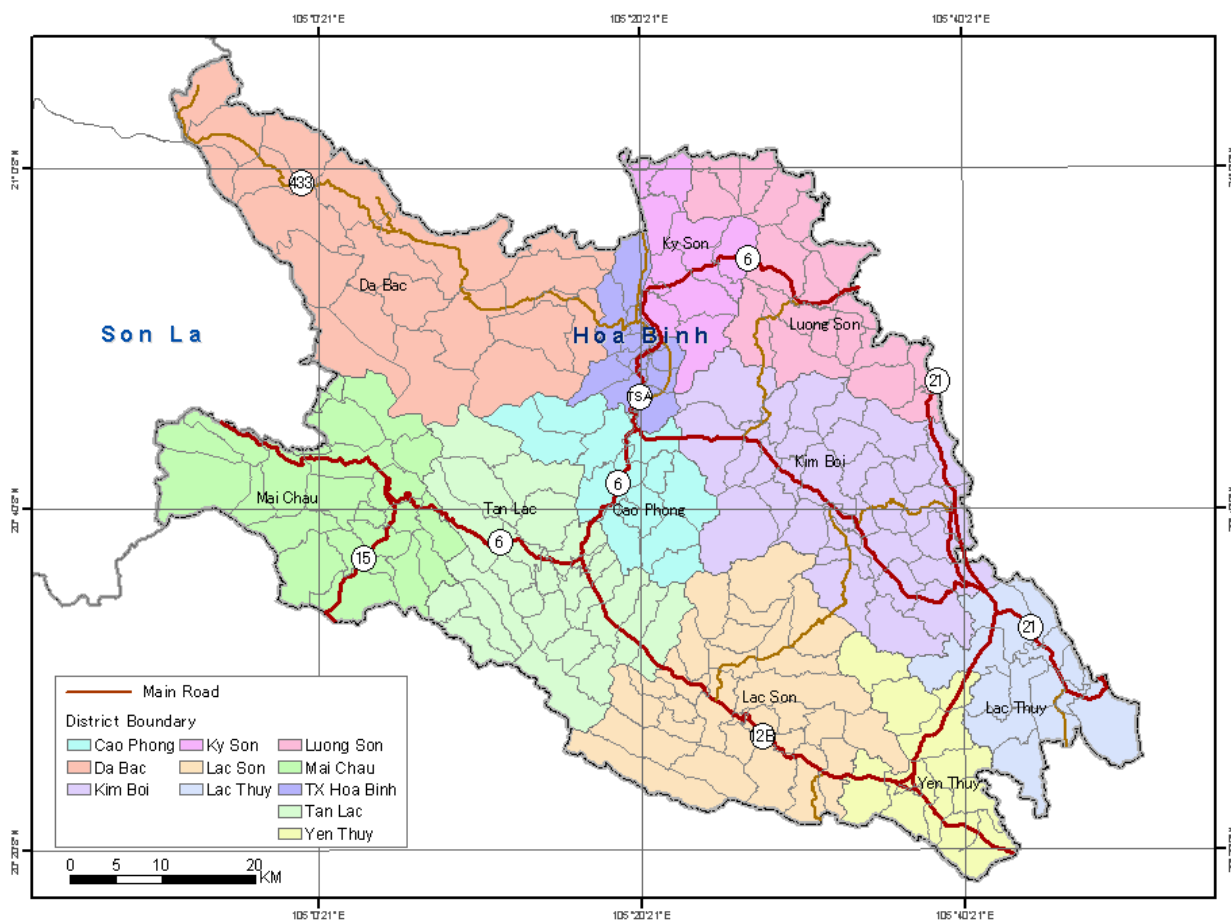 105°0'21"E 105°20'21"E 105°40'21"E
433
Ky Son
6
Da Bac
Son La
Hoa Binh
Luong Son
21
TSA
Kim Boi
6
Mai Chau
Tan Lac
Cao Phong
6
15
21
Main Road
District Boundary
Cao Phong Ky Son Luong Son
Da Bac Lac Son Mai Chau
Kim Boi Lac Thuy TX Hoa Binh
Tan Lac
Yen Thuy
Lac Son
12B
Lac Thuy
Yen Thuy
0 5 10 20
KM
105°0'21"E 105°20'21"E 105°40'21"E